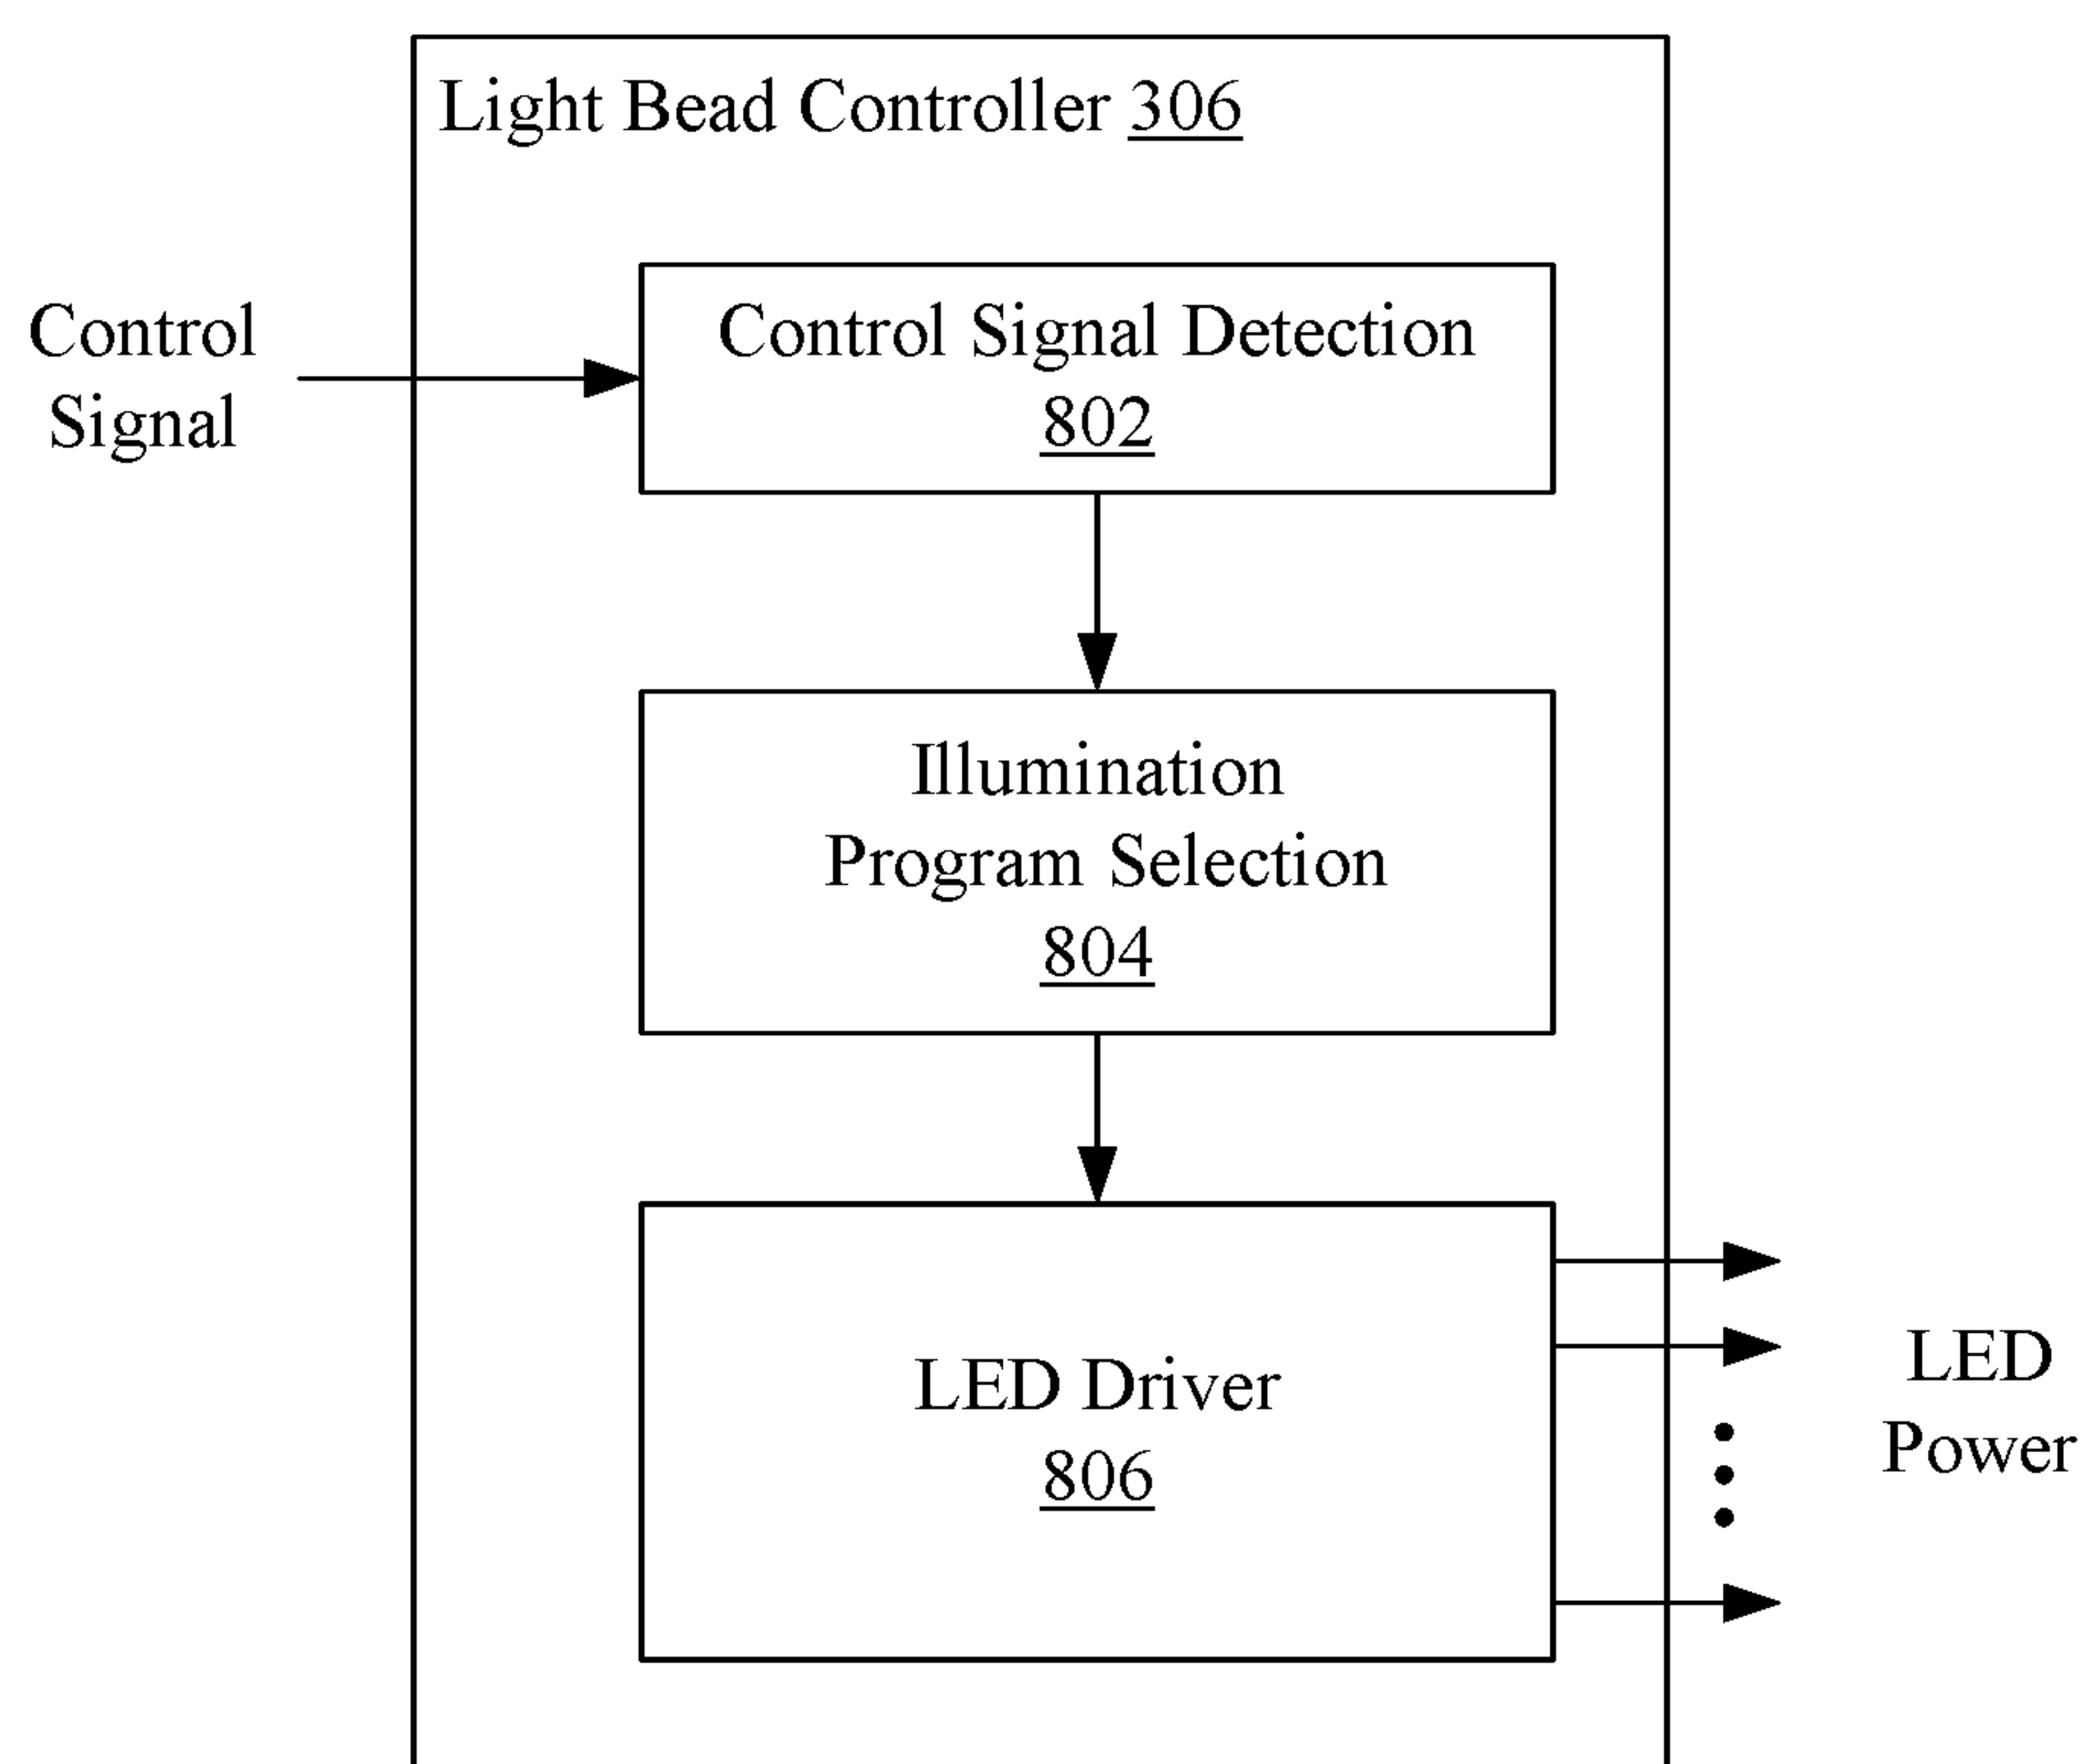 Light Bead Controller 306
Control
Signal
Control Signal Detection
802
Illumination
Program Selection
804
LED Driver
806
LED
Power